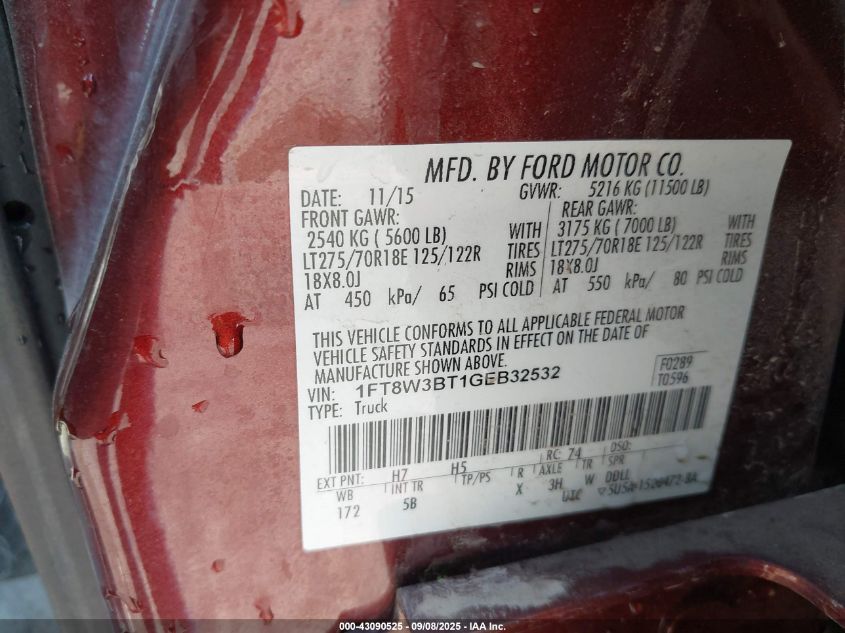 MFD. BY FORD MOTOR CO.
DATE: 11/15 GVWR: 5216 KG (11500 LB)
FRONT GAWR: REAR GAWR:
2540 KG ( 5600 LB) WITH 3175 KG ( 7000 LB) WITH
LT275/70R18E 125/122R TIRES LT275/70R18E 125/122R TIRES
18X8.0J RIMS 18X8.0J RIMS
AT 450 kPa/ 65 PSI COLD AT 550 kPa/ 80 PSI COLD
THIS VEHICLE CONFORMS TO ALL APPLICABLE FEDERAL MOTOR
VEHICLE SAFETY STANDARDS IN EFFECT ON THE DATE OF
MANUFACTURE SHOWN ABOVE.
F0289
VIN: 1FT8W3BT1GEB32532
T0596
TYPE: Truck
EXT PNT: H7 H5 RC: 74 DSO:
WB INT TR TP/PS R AXLE TR SPR
172 5B X 3H W DDLL
UTC
000-43090525 - 09/08/2025 - IAA Inc.